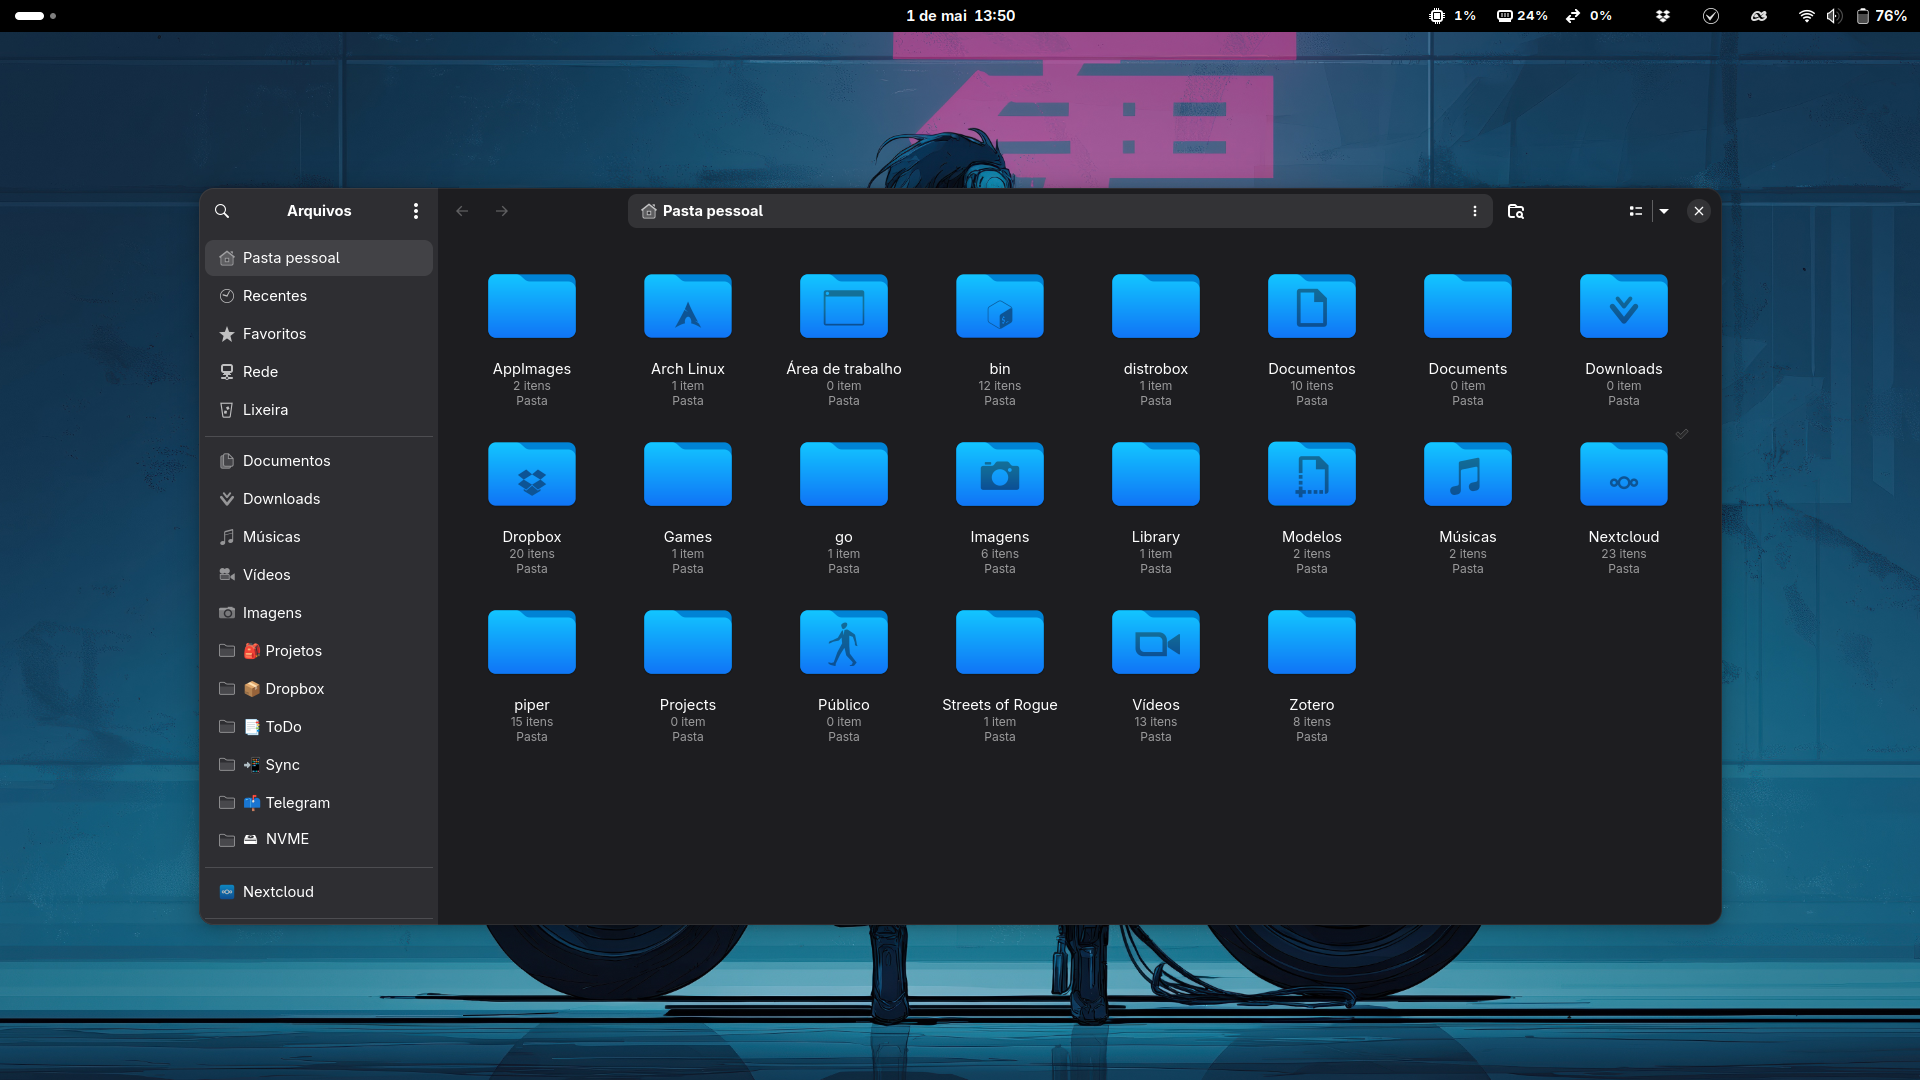 1 de mai 13:50
1%
24%
0%
76%
Arquivos
Pasta pessoal
Pasta pessoal
Recentes
Favoritos
Rede
Lixeira
Documentos
Downloads
Músicas
Vídeos
Imagens
Projetos
Dropbox
ToDo
Sync
Telegram
NVME
Nextcloud
AppImages
2 itens
Pasta
Arch Linux
1 item
Pasta
Área de trabalho
0 item
Pasta
bin
12 itens
Pasta
distrobox
1 item
Pasta
Documentos
10 itens
Pasta
Documents
0 item
Pasta
Downloads
0 item
Pasta
Dropbox
20 itens
Pasta
Games
1 item
Pasta
go
1 item
Pasta
Imagens
6 itens
Pasta
Library
1 item
Pasta
Modelos
2 itens
Pasta
Músicas
2 itens
Pasta
Nextcloud
23 itens
Pasta
piper
15 itens
Pasta
Projects
0 item
Pasta
Público
0 item
Pasta
Streets of Rogue
1 item
Pasta
Vídeos
13 itens
Pasta
Zotero
8 itens
Pasta